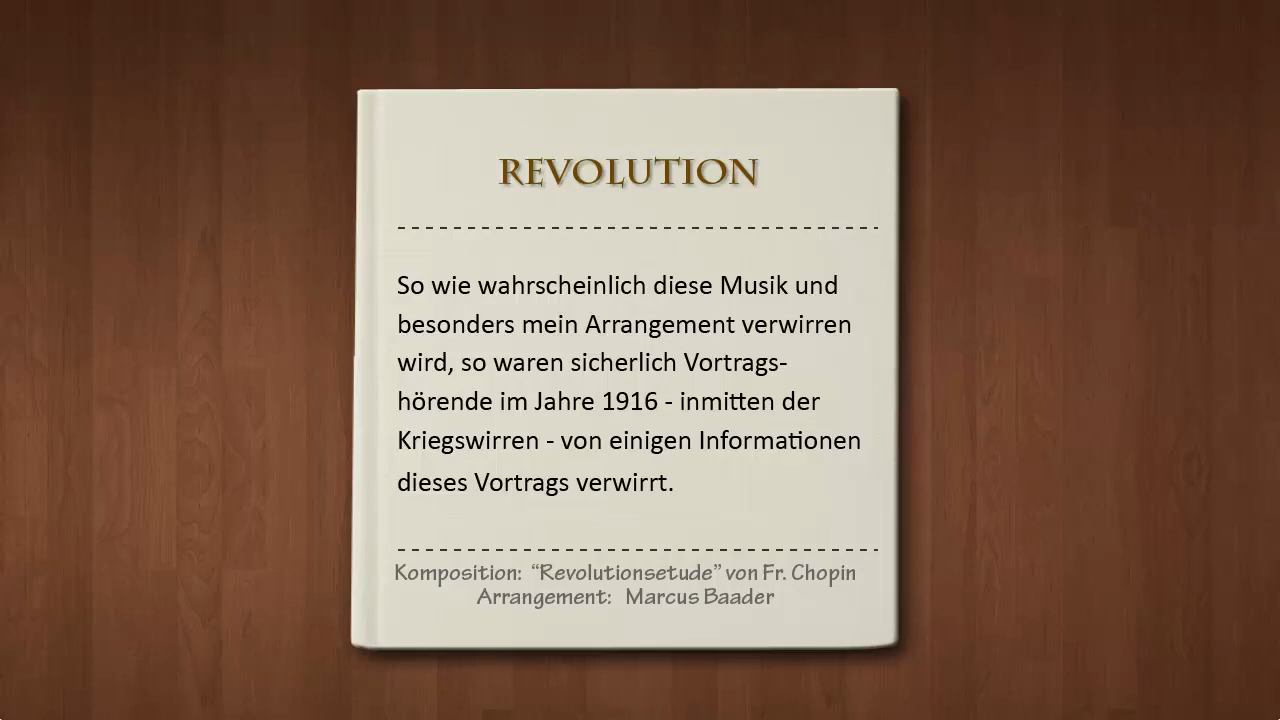 REVOLUTION
So wie wahrscheinlich diese Musik und
besonders mein Arrangement verwirren
wird, so waren sicherlich Vortrags-
hörende im Jahre 1916 - inmitten der
Kriegswirren - von einigen Informationen
dieses Vortrags verwirrt.
Komposition: “Revolutionsetude” von Fr. Chopin
Arrangement: Marcus Baader